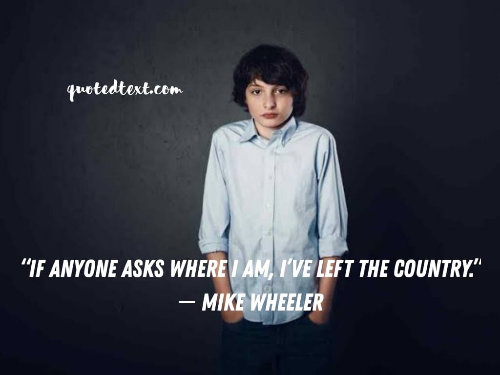 quotedtext.com
“IF ANYONE ASKS WHERE I AM, I’VE LEFT THE COUNTRY.”
— MIKE WHEELER